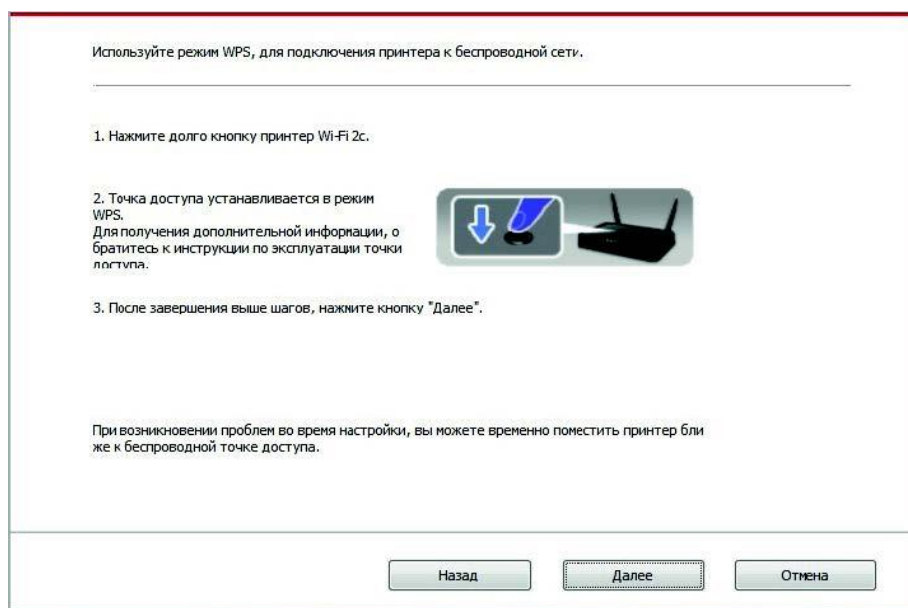 Используйте режим WPS, для подключения принтера к беспроводной сети.
1. Нажмите долго кнопку принтер Wi-Fi 2с.
2. Точка доступа устанавливается в режим
WPS.
Для получения дополнительной информации, о
братитесь к инструкции по эксплуатации точки
доступа.
3. После завершения выше шагов, нажмите кнопку "Далее".
При возникновении проблем во время настройки, вы можете временно поместить принтер бли
же к беспроводной точке доступа.
Назад Далее Отмена